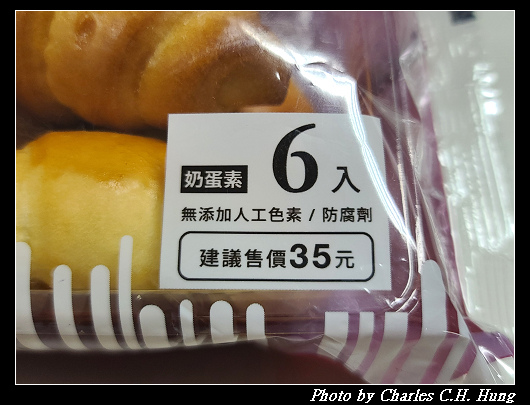 奶蛋素 6入
無添加人工色素 / 防腐劑
建議售價35元
Photo by Charles C.H. Hung